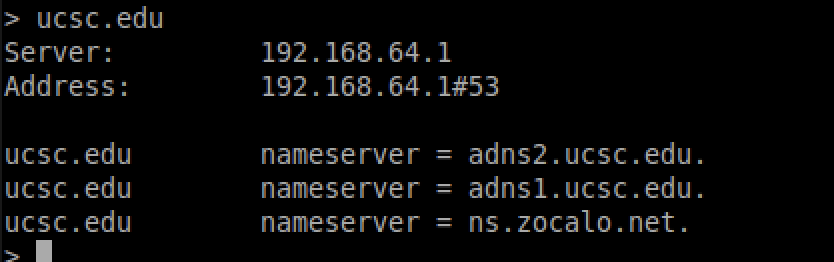 > ucsc.edu
Server:         192.168.64.1
Address:        192.168.64.1#53

ucsc.edu        nameserver = adns2.ucsc.edu.
ucsc.edu        nameserver = adns1.ucsc.edu.
ucsc.edu        nameserver = ns.zocalo.net.
>